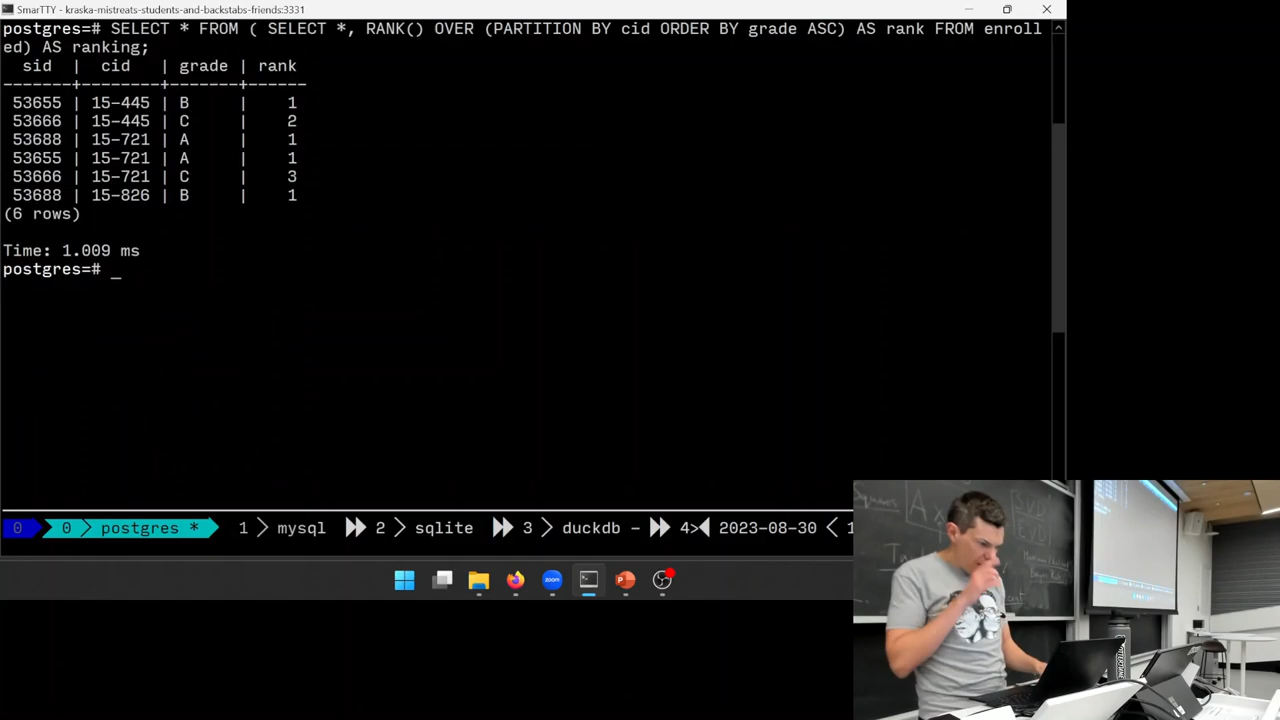 SmarTTY - kraska-mistreats-students-and-backstabs-friends:3331
postgres=# SELECT * FROM ( SELECT *, RANK() OVER (PARTITION BY cid ORDER BY grade ASC) AS rank FROM enroll
ed) AS ranking;
sid | cid | grade | rank
-------+--------+-------+------
53655 | 15-445 | B | 1
53666 | 15-445 | C | 2
53688 | 15-721 | A | 1
53655 | 15-721 | A | 1
53666 | 15-721 | C | 3
53688 | 15-826 | B | 1
(6 rows)
Time: 1.009 ms
postgres=# _
0 0 postgres * 1 mysql 2 sqlite 3 duckdb - 4> 2023-08-30 1
zoom